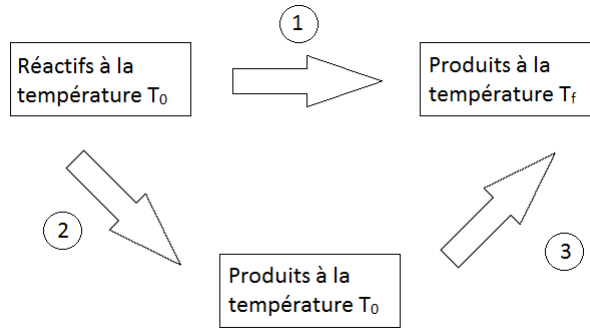 1
Réactifs à la
température T₀
Produits à la
température Tf
2
3
Produits à la
température T₀